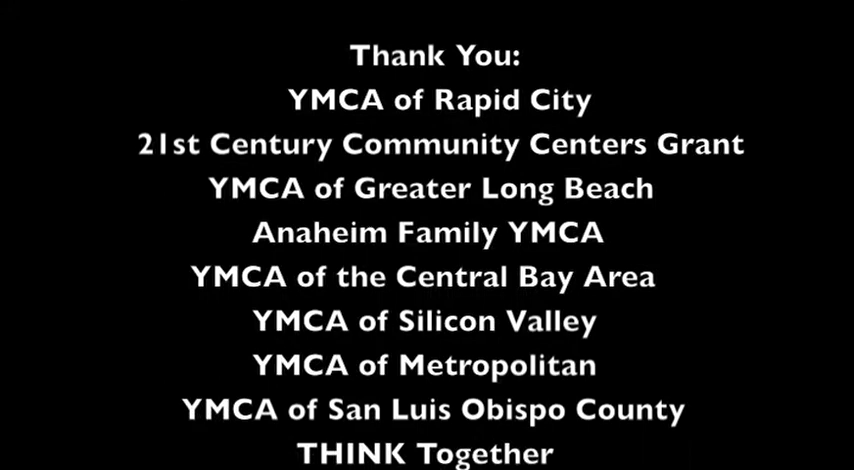 Thank You:
YMCA of Rapid City
21st Century Community Centers Grant
YMCA of Greater Long Beach
Anaheim Family YMCA
YMCA of the Central Bay Area
YMCA of Silicon Valley
YMCA of Metropolitan
YMCA of San Luis Obispo County
THINK Together